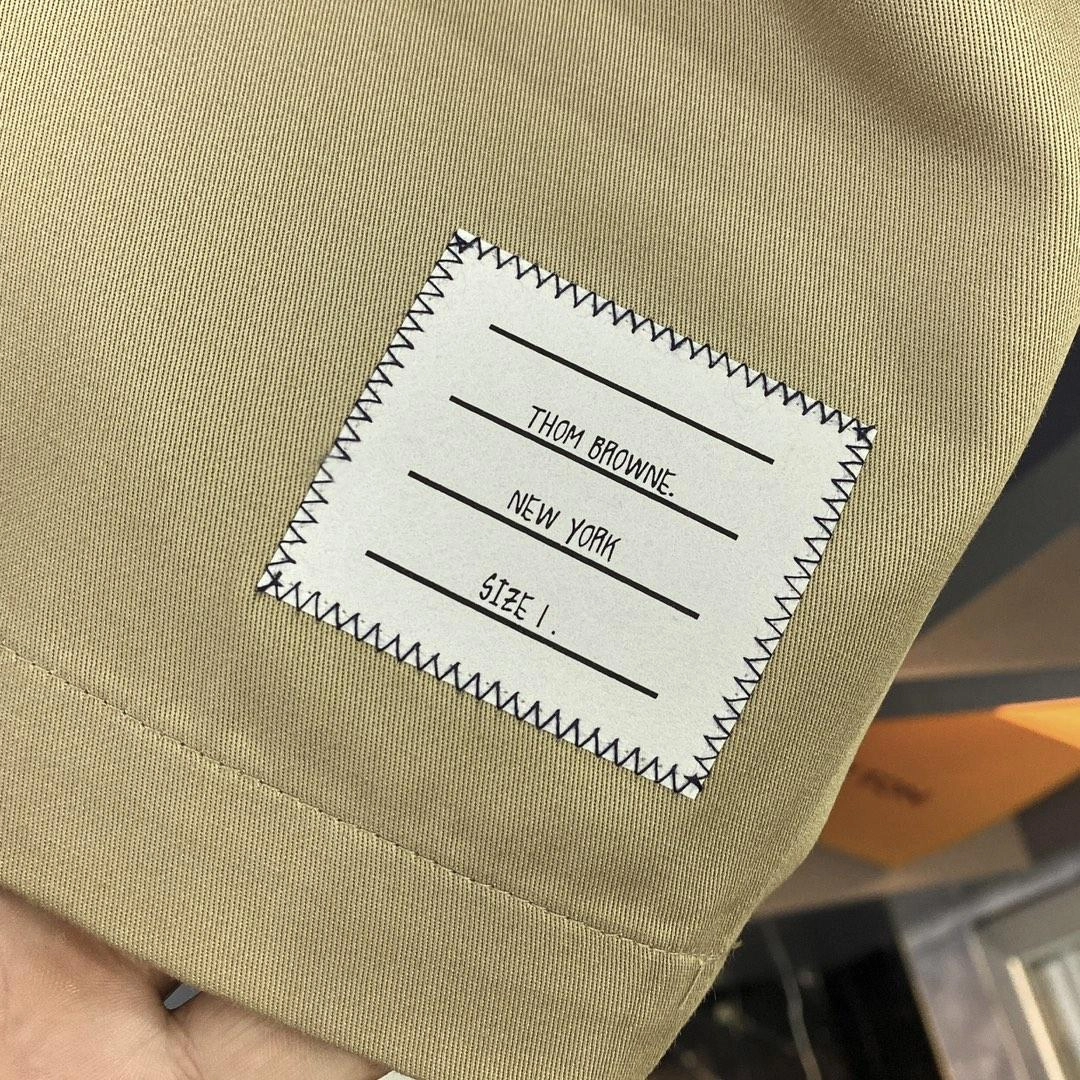 THOM BROWNE.
NEW YORK
SIZE 1.